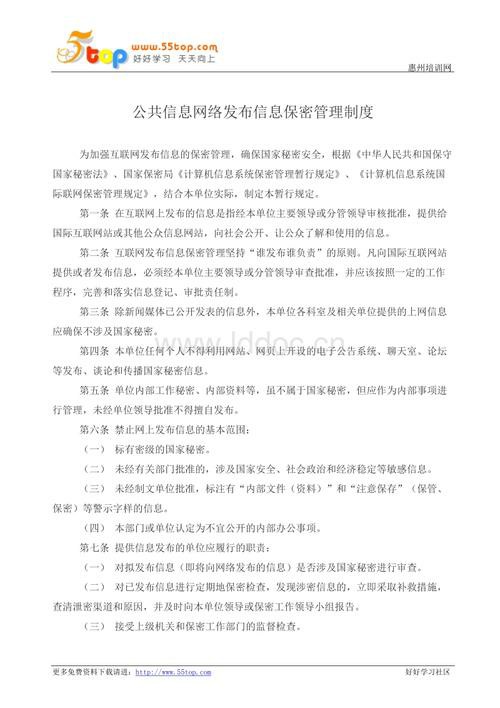 55top
www.55top.com
好好学习 天天向上
惠州培训网
公共信息网络发布信息保密管理制度
为加强互联网发布信息的保密管理，确保国家秘密安全，根据《中华人民共和国保守
国家秘密法》、国家保密局《计算机信息系统保密管理暂行规定》、《计算机信息系统国
际联网保密管理规定》，结合本单位实际，制定本暂行规定。
第一条 在互联网上发布的信息是指经本单位主要领导或分管领导审核批准，提供给
国际互联网站或其他公众信息网站，向社会公开、让公众了解和使用的信息。
第二条 互联网发布信息保密管理坚持“谁发布谁负责”的原则。凡向国际互联网站
提供或者发布信息，必须经本单位主要领导或分管领导审查批准，并应该按照一定的工作
程序，完善和落实信息登记、审批责任制。
第三条 除新闻媒体已公开发表的信息外，本单位各科室及相关单位提供的上网信息
应确保不涉及国家秘密。
www.lddoc.cn
第四条 本单位任何个人不得利用网站、网页上开设的电子公告系统、聊天室、论坛
等发布、谈论和传播国家秘密信息。
第五条 单位内部工作秘密、内部资料等，虽不属于国家秘密，但应作为内部事项进
行管理，未经单位领导批准不得擅自发布。
第六条 禁止网上发布信息的基本范围：
（一） 标有密级的国家秘密。
（二） 未经有关部门批准的，涉及国家安全、社会政治和经济稳定等敏感信息。
（三） 未经制文单位批准，标注有“内部文件（资料）”和“注意保存”（保管、
保密）等警示字样的信息。
（四） 本部门或单位认定为不宜公开的内部办公事项。
第七条 提供信息发布的单位应履行的职责：
（一） 对拟发布信息（即将向网络发布的信息）是否涉及国家秘密进行审查。
（二） 对已发布信息进行定期地保密检查，发现涉密信息的，立即采取补救措施，
查清泄密渠道和原因，并及时向本单位领导或保密工作领导小组报告。
（三） 接受上级机关和保密工作部门的监督检查。
更多免费资料下载请进：http://www.55top.com
好好学习社区